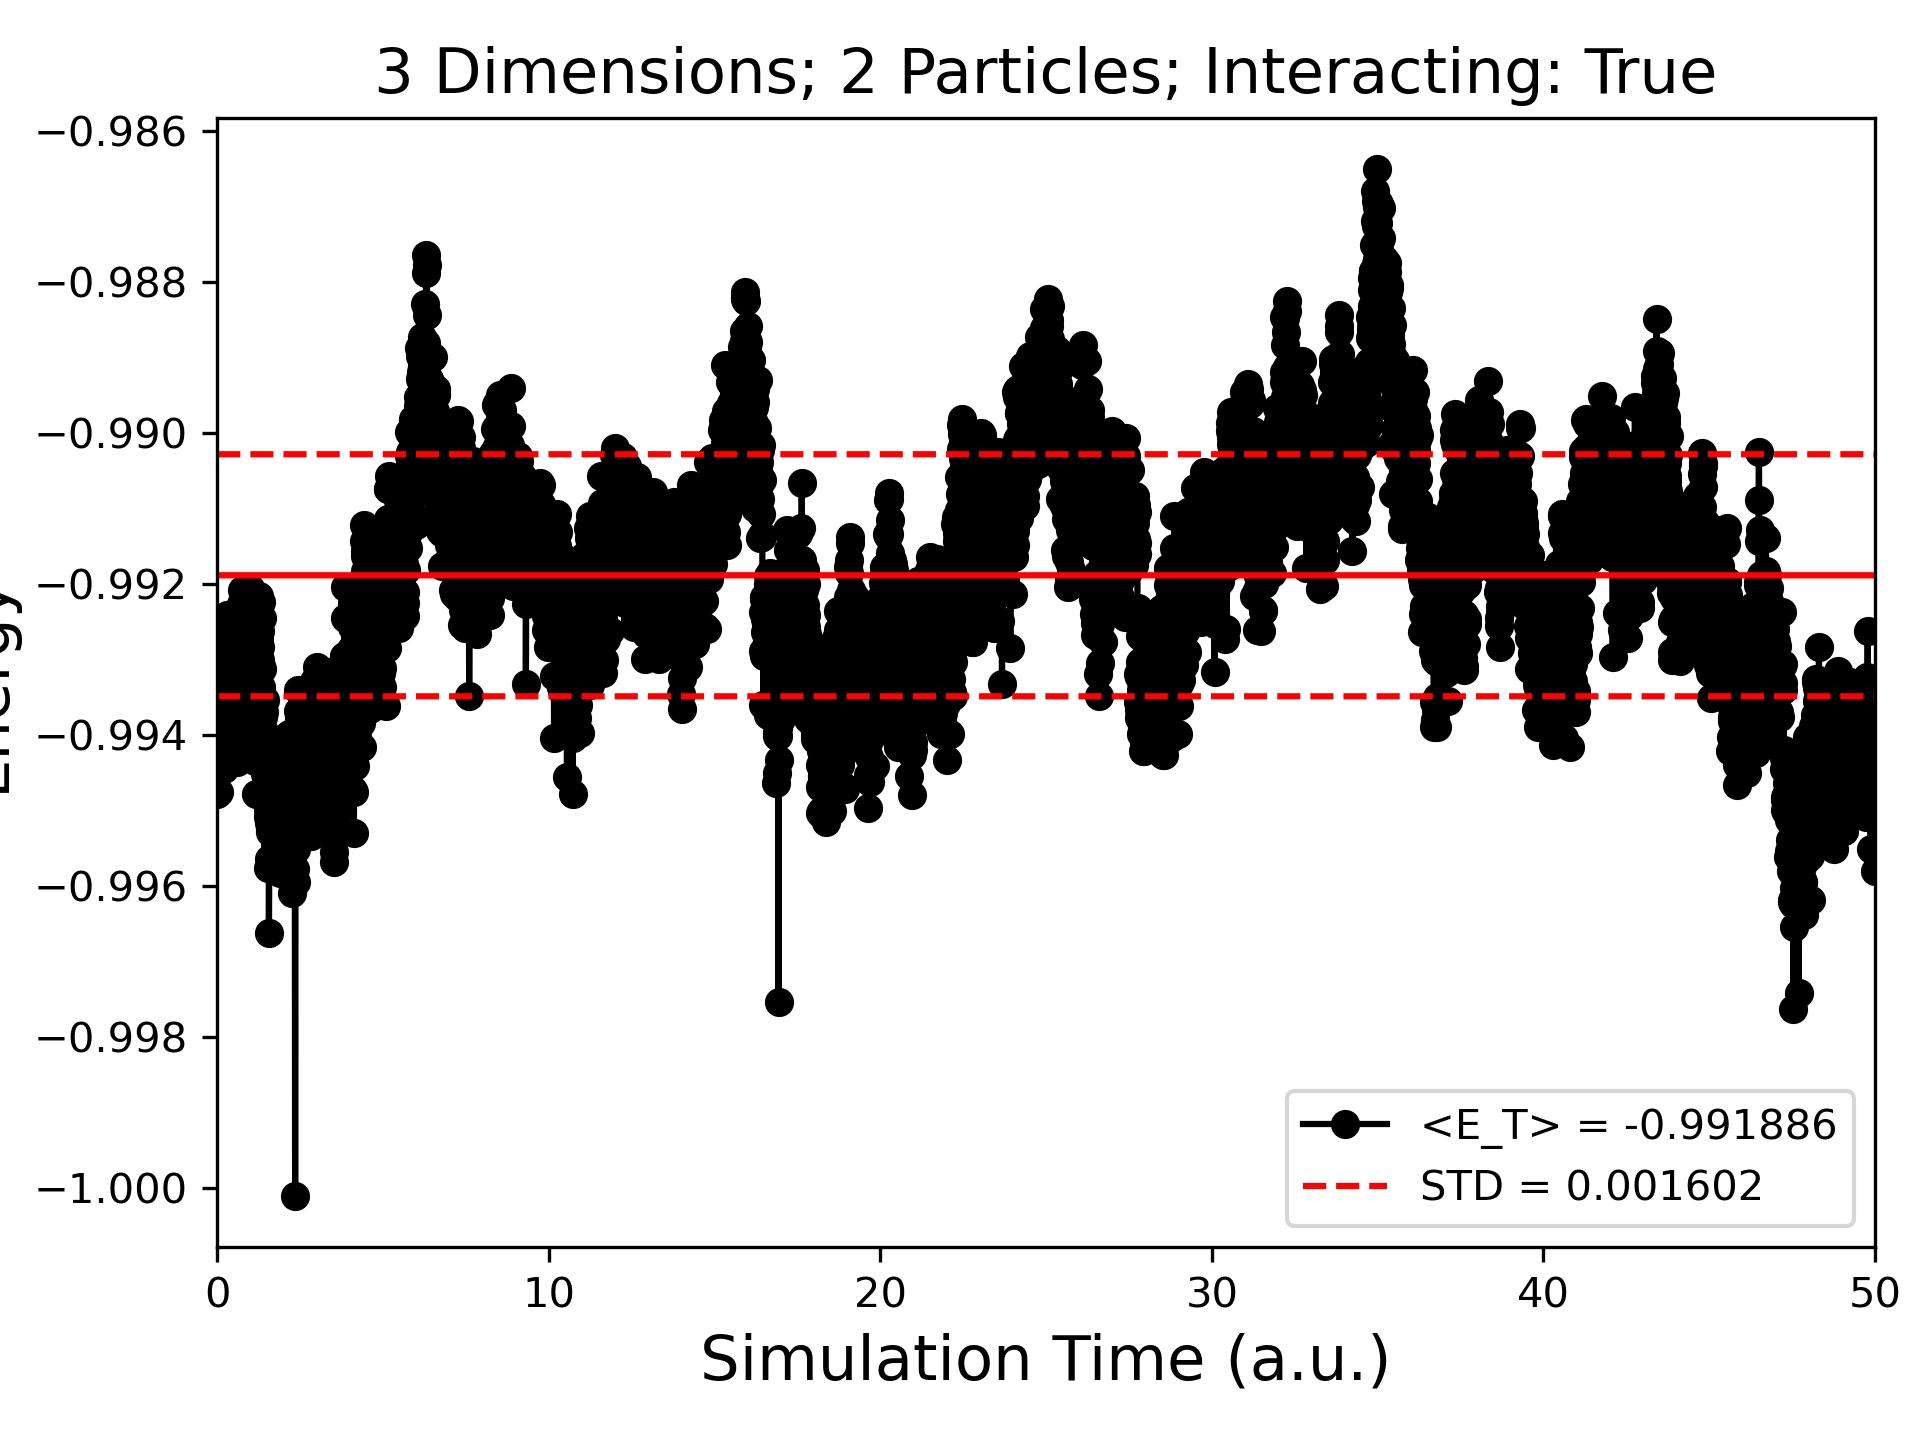 3 Dimensions; 2 Particles; Interacting: True
−0.986
−0.988
−0.990
−0.992
−0.994
−0.996
−0.998
−1.000
Energy
<E_T> = -0.991886
STD = 0.001602
0 10 20 30 40 50
Simulation Time (a.u.)